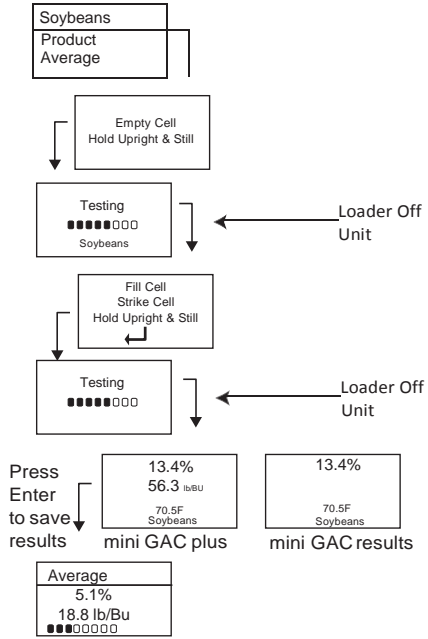 Soybeans
Product
Average
Empty Cell
Hold Upright & Still
Testing
Soybeans
Loader Off
Unit
Fill Cell
Strike Cell
Hold Upright & Still
Testing
Loader Off
Unit
Press
Enter
to save
results
13.4%
56.3 lb/BU
70.5F
Soybeans
mini GAC plus
13.4%
70.5F
Soybeans
mini GAC results
Average
5.1%
18.8 lb/Bu